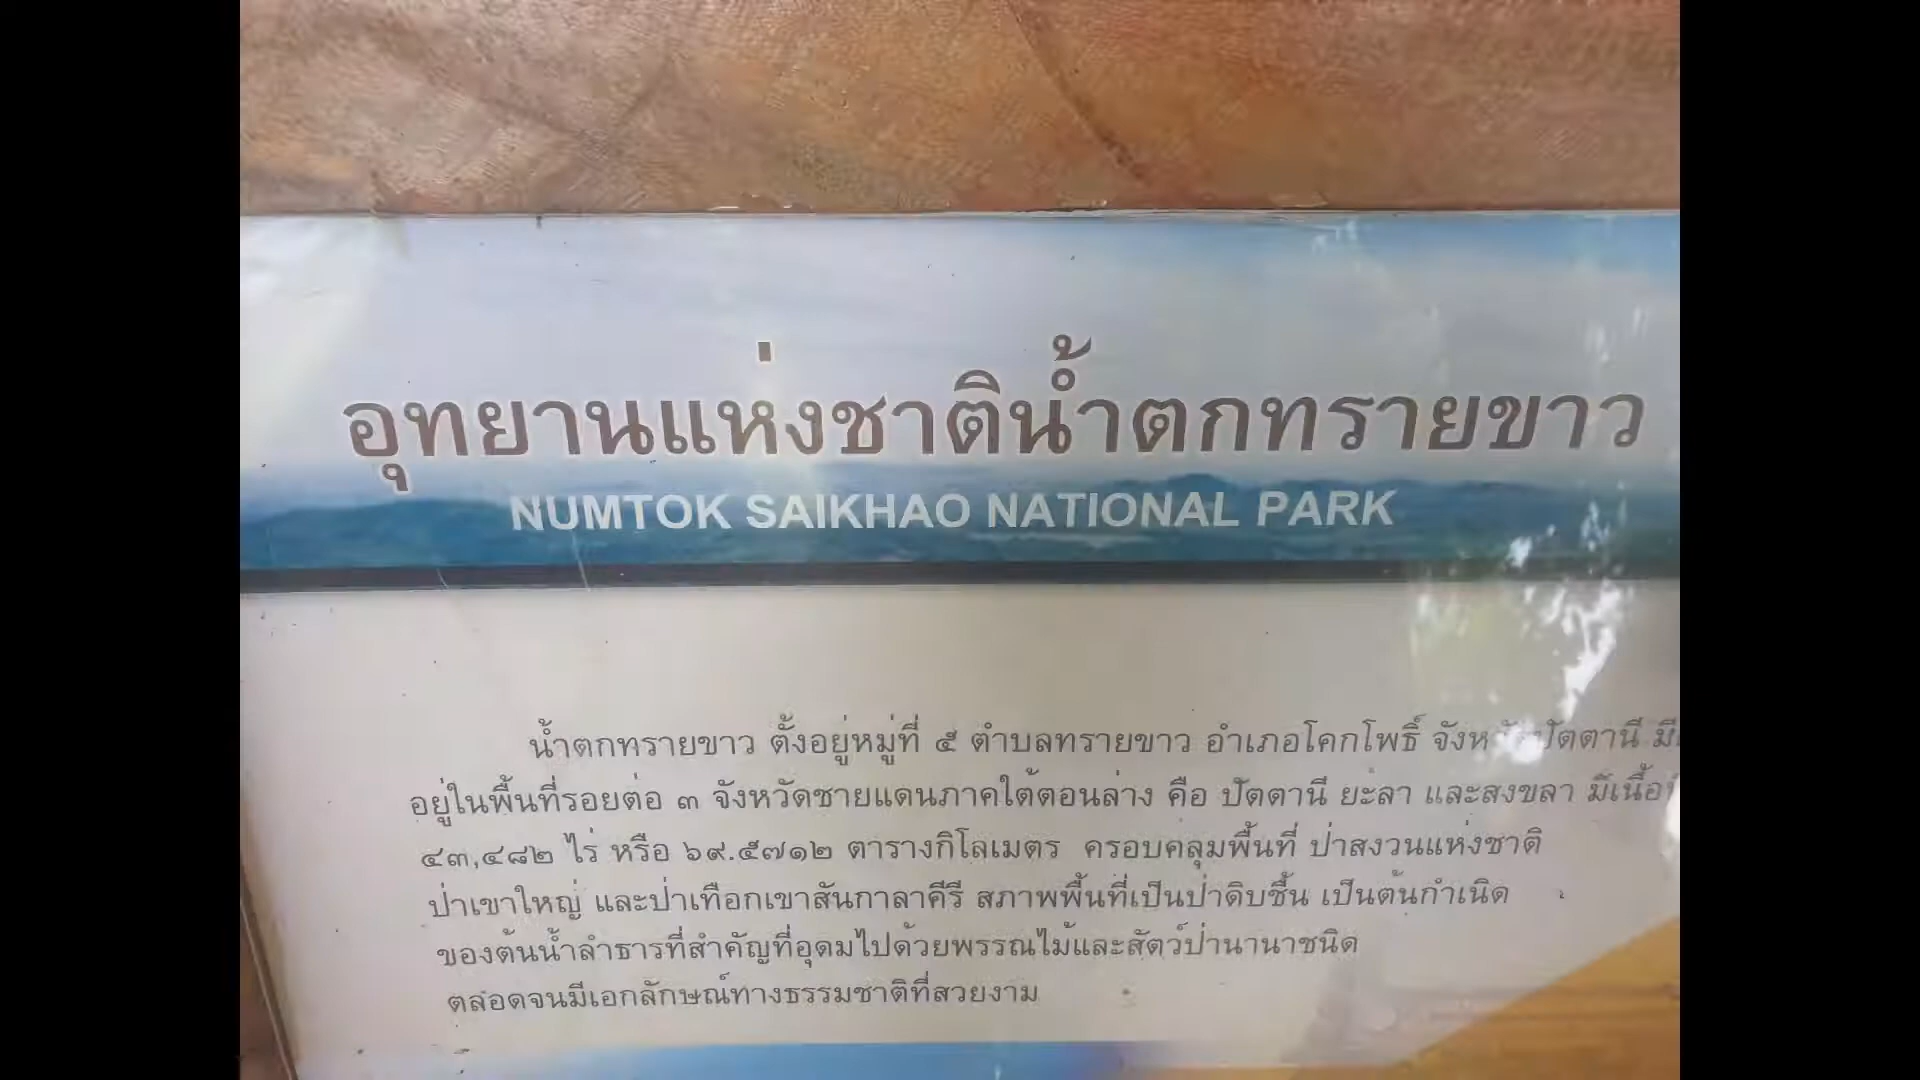 อุทยานแห่งชาติน้ำตกทรายขาว
NUMTOK SAIKHAO NATIONAL PARK
น้ำตกทรายขาว ตั้งอยู่หมู่ที่ ๕ ตำบลทรายขาว อำเภอโคกโพธิ์ จังหวัดปัตตานี
อยู่ในพื้นที่รอยต่อ ๓ จังหวัดชายแดนภาคใต้ตอนล่าง คือ ปัตตานี ยะลา และสงขลา
๔๓,๔๘๒ ไร่ หรือ ๖๙.๕๗๑๒ ตารางกิโลเมตร ครอบคลุมพื้นที่ ป่าสงวนแห่งชาติ
ป่าเขาใหญ่ และป่าเทือกเขาสันกาลาคีรี สภาพพื้นที่เป็นป่าดิบชื้น เป็นต้นกำเนิด
ของต้นน้ำลำธารที่สำคัญที่อุดมไปด้วยพรรณไม้และสัตว์ป่านานาชนิด
ตลอดจนมีเอกลักษณ์ทางธรรมชาติที่สวยงาม